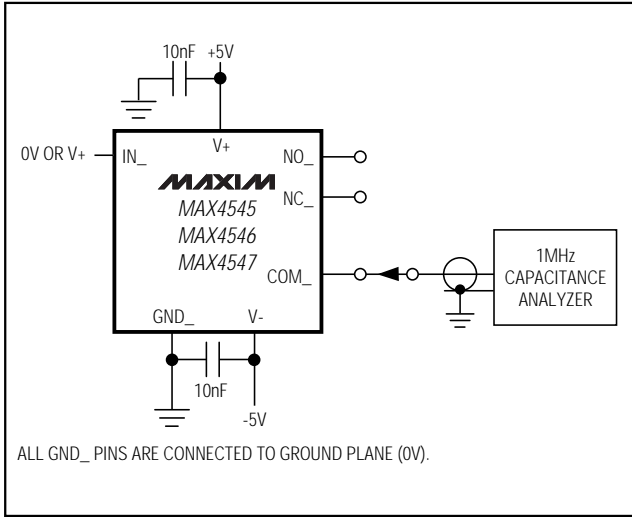 10nF +5V
0V OR V+
IN_
V+
NO_
MAXIM
NC_
MAX4545
MAX4546
MAX4547
COM_
1MHz
CAPACITANCE
ANALYZER
GND_
V-
10nF
-5V
ALL GND_ PINS ARE CONNECTED TO GROUND PLANE (0V).